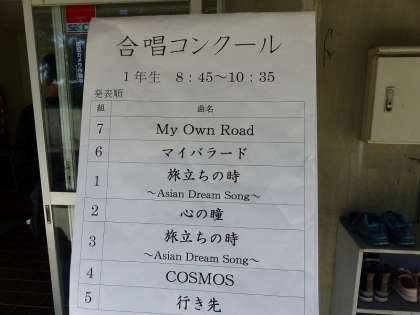 合唱コンクール
1年生 8:45~10:35
発表順
組 曲名
7 My Own Road
6 マイバラード
1 旅立ちの時
~Asian Dream Song~
2 心の瞳
3 旅立ちの時
~Asian Dream Song~
4 COSMOS
5 行き先